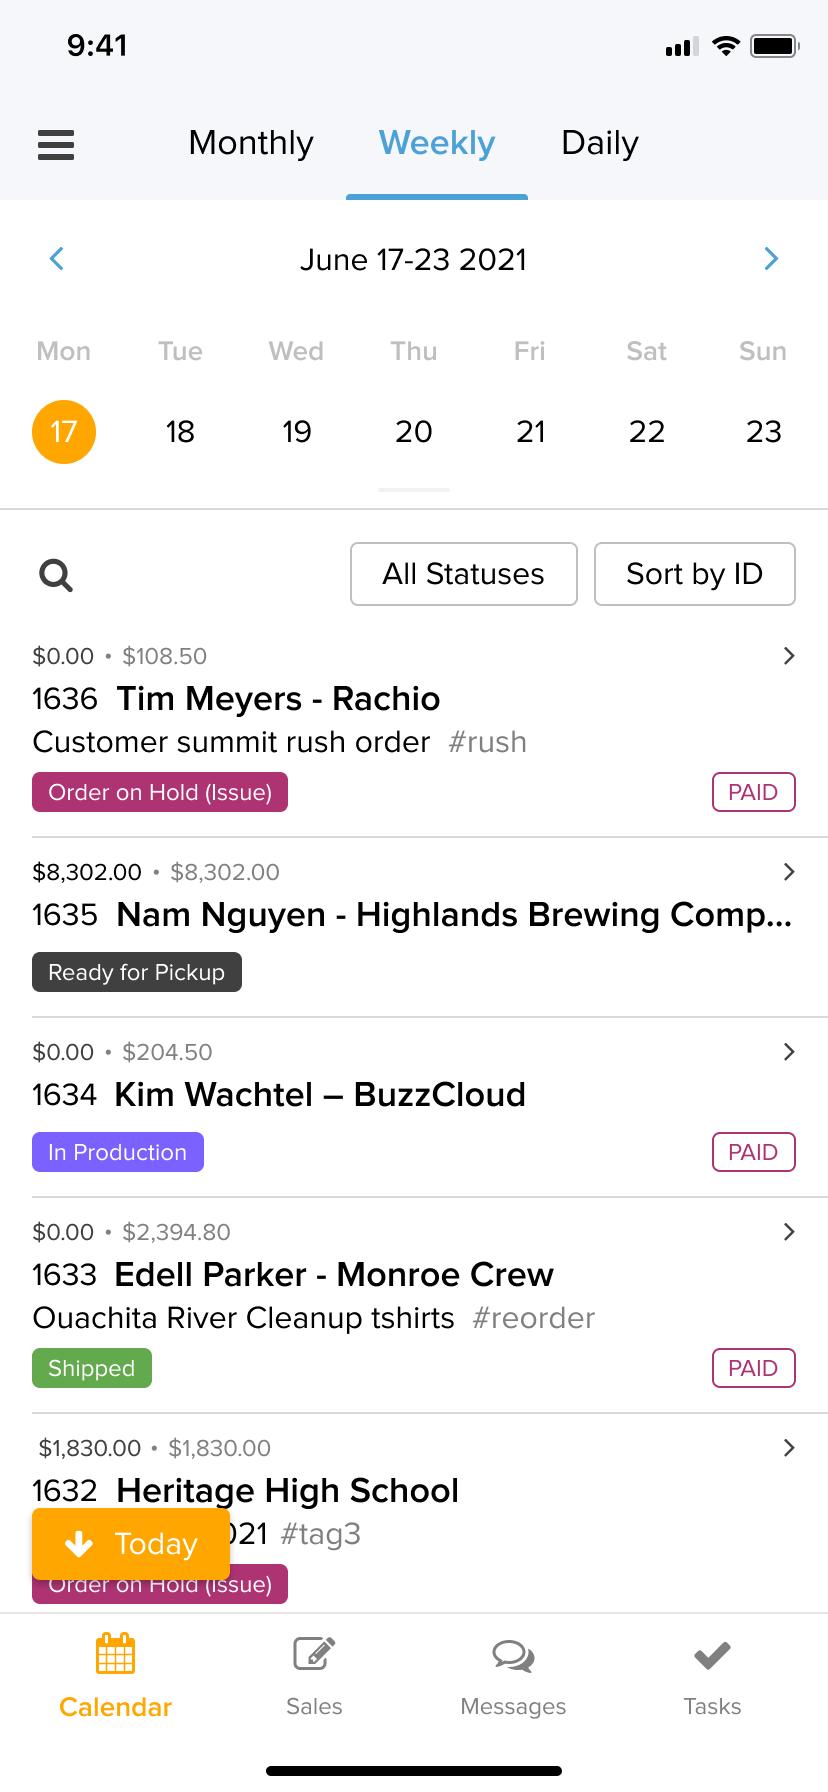 9:41
Monthly Weekly Daily
June 17-23 2021
Mon Tue Wed Thu Fri Sat Sun
17 18 19 20 21 22 23
All Statuses Sort by ID
$0.00 • $108.50
1636 Tim Meyers - Rachio
Customer summit rush order #rush
Order on Hold (Issue) PAID
$8,302.00 • $8,302.00
1635 Nam Nguyen - Highlands Brewing Comp...
Ready for Pickup
$0.00 • $204.50
1634 Kim Wachtel – BuzzCloud
In Production PAID
$0.00 • $2,394.80
1633 Edell Parker - Monroe Crew
Ouachita River Cleanup tshirts #reorder
Shipped PAID
$1,830.00 • $1,830.00
1632 Heritage High School
Today #tag3
Order on Hold (Issue)
Calendar Sales Messages Tasks